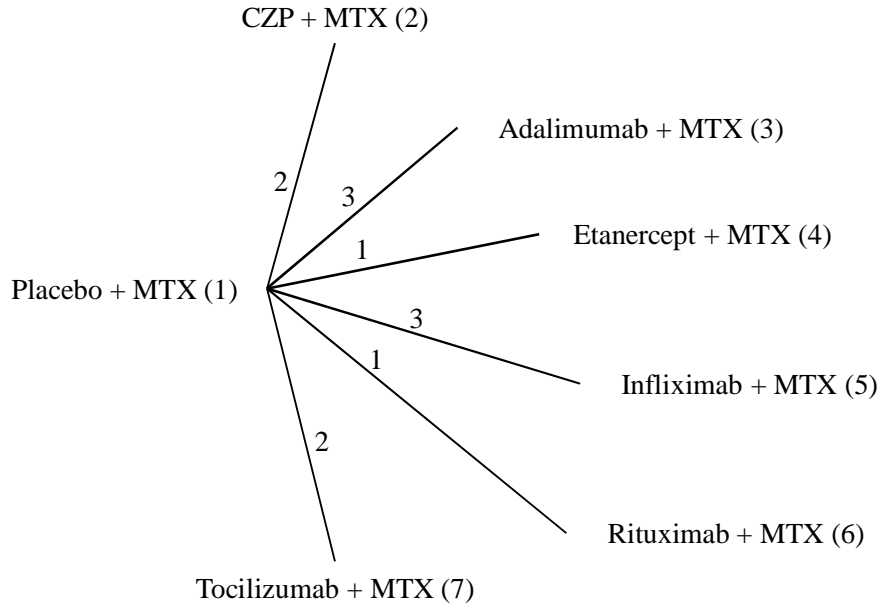 CZP + MTX (2)
Adalimumab + MTX (3)
2
3
1
Etanercept + MTX (4)
Placebo + MTX (1)
3
1
Infliximab + MTX (5)
2
Rituximab + MTX (6)
Tocilizumab + MTX (7)